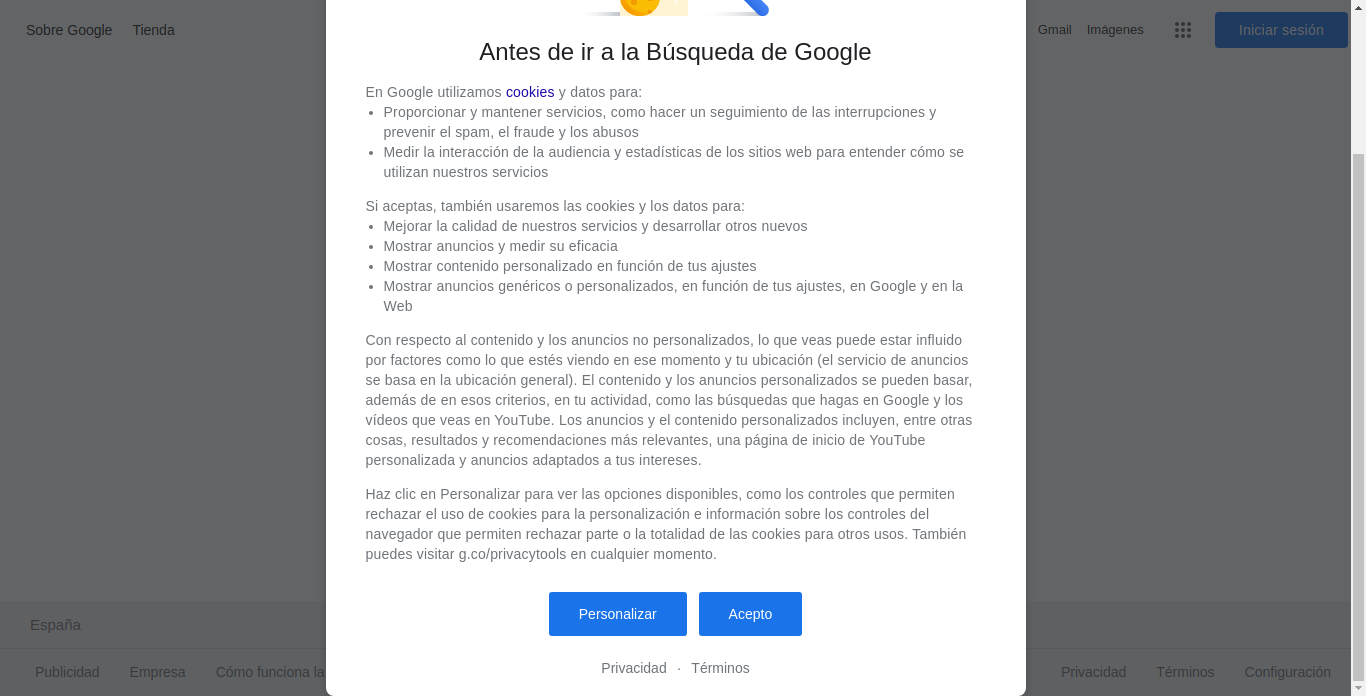 Sobre Google Tienda Gmail Imágenes Iniciar sesión
Antes de ir a la Búsqueda de Google
En Google utilizamos cookies y datos para:
• Proporcionar y mantener servicios, como hacer un seguimiento de las interrupciones y
prevenir el spam, el fraude y los abusos
• Medir la interacción de la audiencia y estadísticas de los sitios web para entender cómo se
utilizan nuestros servicios
Si aceptas, también usaremos las cookies y los datos para:
• Mejorar la calidad de nuestros servicios y desarrollar otros nuevos
• Mostrar anuncios y medir su eficacia
• Mostrar contenido personalizado en función de tus ajustes
• Mostrar anuncios genéricos o personalizados, en función de tus ajustes, en Google y en la
Web
Con respecto al contenido y los anuncios no personalizados, lo que veas puede estar influido
por factores como lo que estés viendo en ese momento y tu ubicación (el servicio de anuncios
se basa en la ubicación general). El contenido y los anuncios personalizados se pueden basar,
además de en esos criterios, en tu actividad, como las búsquedas que hagas en Google y los
vídeos que veas en YouTube. Los anuncios y el contenido personalizados incluyen, entre otras
cosas, resultados y recomendaciones más relevantes, una página de inicio de YouTube
personalizada y anuncios adaptados a tus intereses.
Haz clic en Personalizar para ver las opciones disponibles, como los controles que permiten
rechazar el uso de cookies para la personalización e información sobre los controles del
navegador que permiten rechazar parte o la totalidad de las cookies para otros usos. También
puedes visitar g.co/privacytools en cualquier momento.
Personalizar Acepto
Privacidad · Términos
España
Publicidad Empresa Cómo funciona la Privacidad Términos Configuración